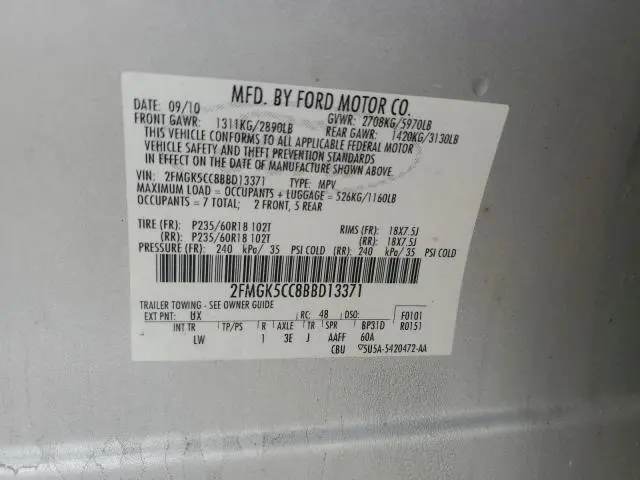 MFD. BY FORD MOTOR CO.
DATE: 09/10 GVWR: 2708KG/5970LB
FRONT GAWR: 1311KG/2890LB REAR GAWR: 1420KG/3130LB
THIS VEHICLE CONFORMS TO ALL APPLICABLE FEDERAL MOTOR
VEHICLE SAFETY AND THEFT PREVENTION STANDARDS
IN EFFECT ON THE DATE OF MANUFACTURE SHOWN ABOVE.
VIN: 2FMGK5CC8BBD13371 TYPE: MPV
MAXIMUM LOAD = OCCUPANTS + LUGGAGE = 526KG/1160LB
OCCUPANTS = 7 TOTAL; 2 FRONT, 5 REAR
TIRE (FR): P235/60R18 102T RIMS (FR): 18X7.5J
(RR): P235/60R18 102T (RR): 18X7.5J
PRESSURE (FR): 240 kPa/ 35 PSI COLD (RR): 240 kPa/ 35 PSI COLD
2FMGK5CC8BBD13371
TRAILER TOWING - SEE OWNER GUIDE
EXT PNT: UX RC: 48 DSO: F0101
INT TR TP/PS R AXLE TR SPR BP31D R0151
LW 1 3E J AAFF 60A
CBU 5U5A-5420472-AA